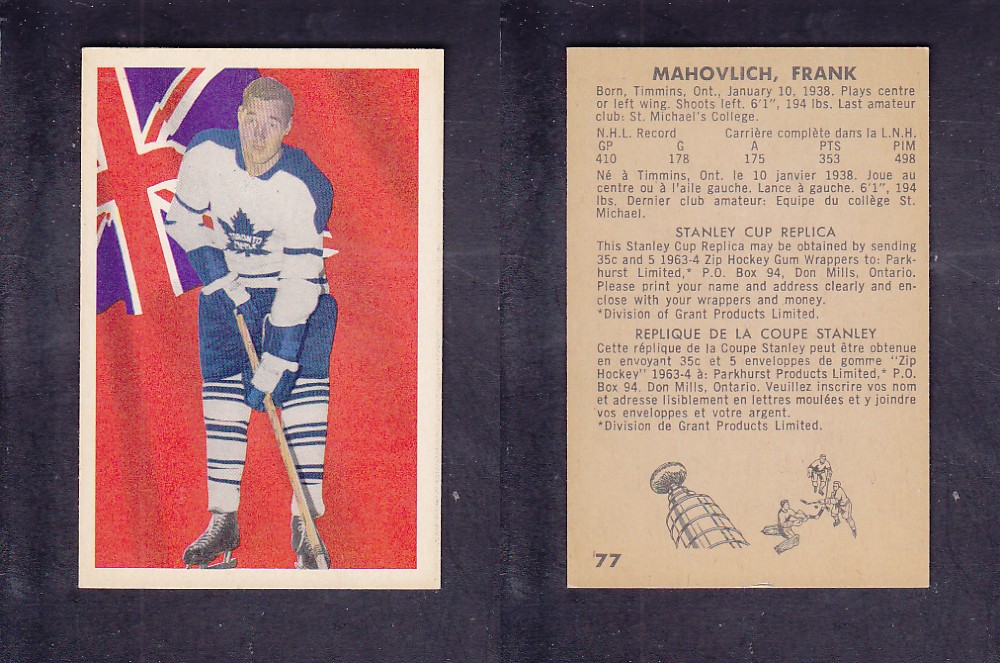 TORONTO
MAHOVLICH, FRANK
Born, Timmins, Ont., January 10, 1938. Plays centre
or left wing. Shoots left. 6'1", 194 lbs. Last amateur
club: St. Michael's College.
N.H.L. Record Carrière complète dans la L.N.H.
GP G A PTS PIM
410 178 175 353 498
Né à Timmins, Ont. le 10 janvier 1938. Joue au
centre ou à l'aile gauche. Lance à gauche. 6'1", 194
lbs. Dernier club amateur: Equipe du collège St.
Michael.
STANLEY CUP REPLICA
This Stanley Cup Replica may be obtained by sending
35c and 5 1963-4 Zip Hockey Gum Wrappers to: Park-
hurst Limited,* P.O. Box 94, Don Mills, Ontario.
Please print your name and address clearly and en-
close with your wrappers and money.
*Division of Grant Products Limited.
REPLIQUE DE LA COUPE STANLEY
Cette réplique de la Coupe Stanley peut être obtenue
en envoyant 35c et 5 enveloppes de gomme "Zip
Hockey" 1963-4 à: Parkhurst Products Limited,* P.O.
Box 94. Don Mills, Ontario. Veuillez inscrire vos nom
et adresse lisiblement en lettres moulées et y joindre
vos enveloppes et votre argent.
*Division de Grant Products Limited.
77